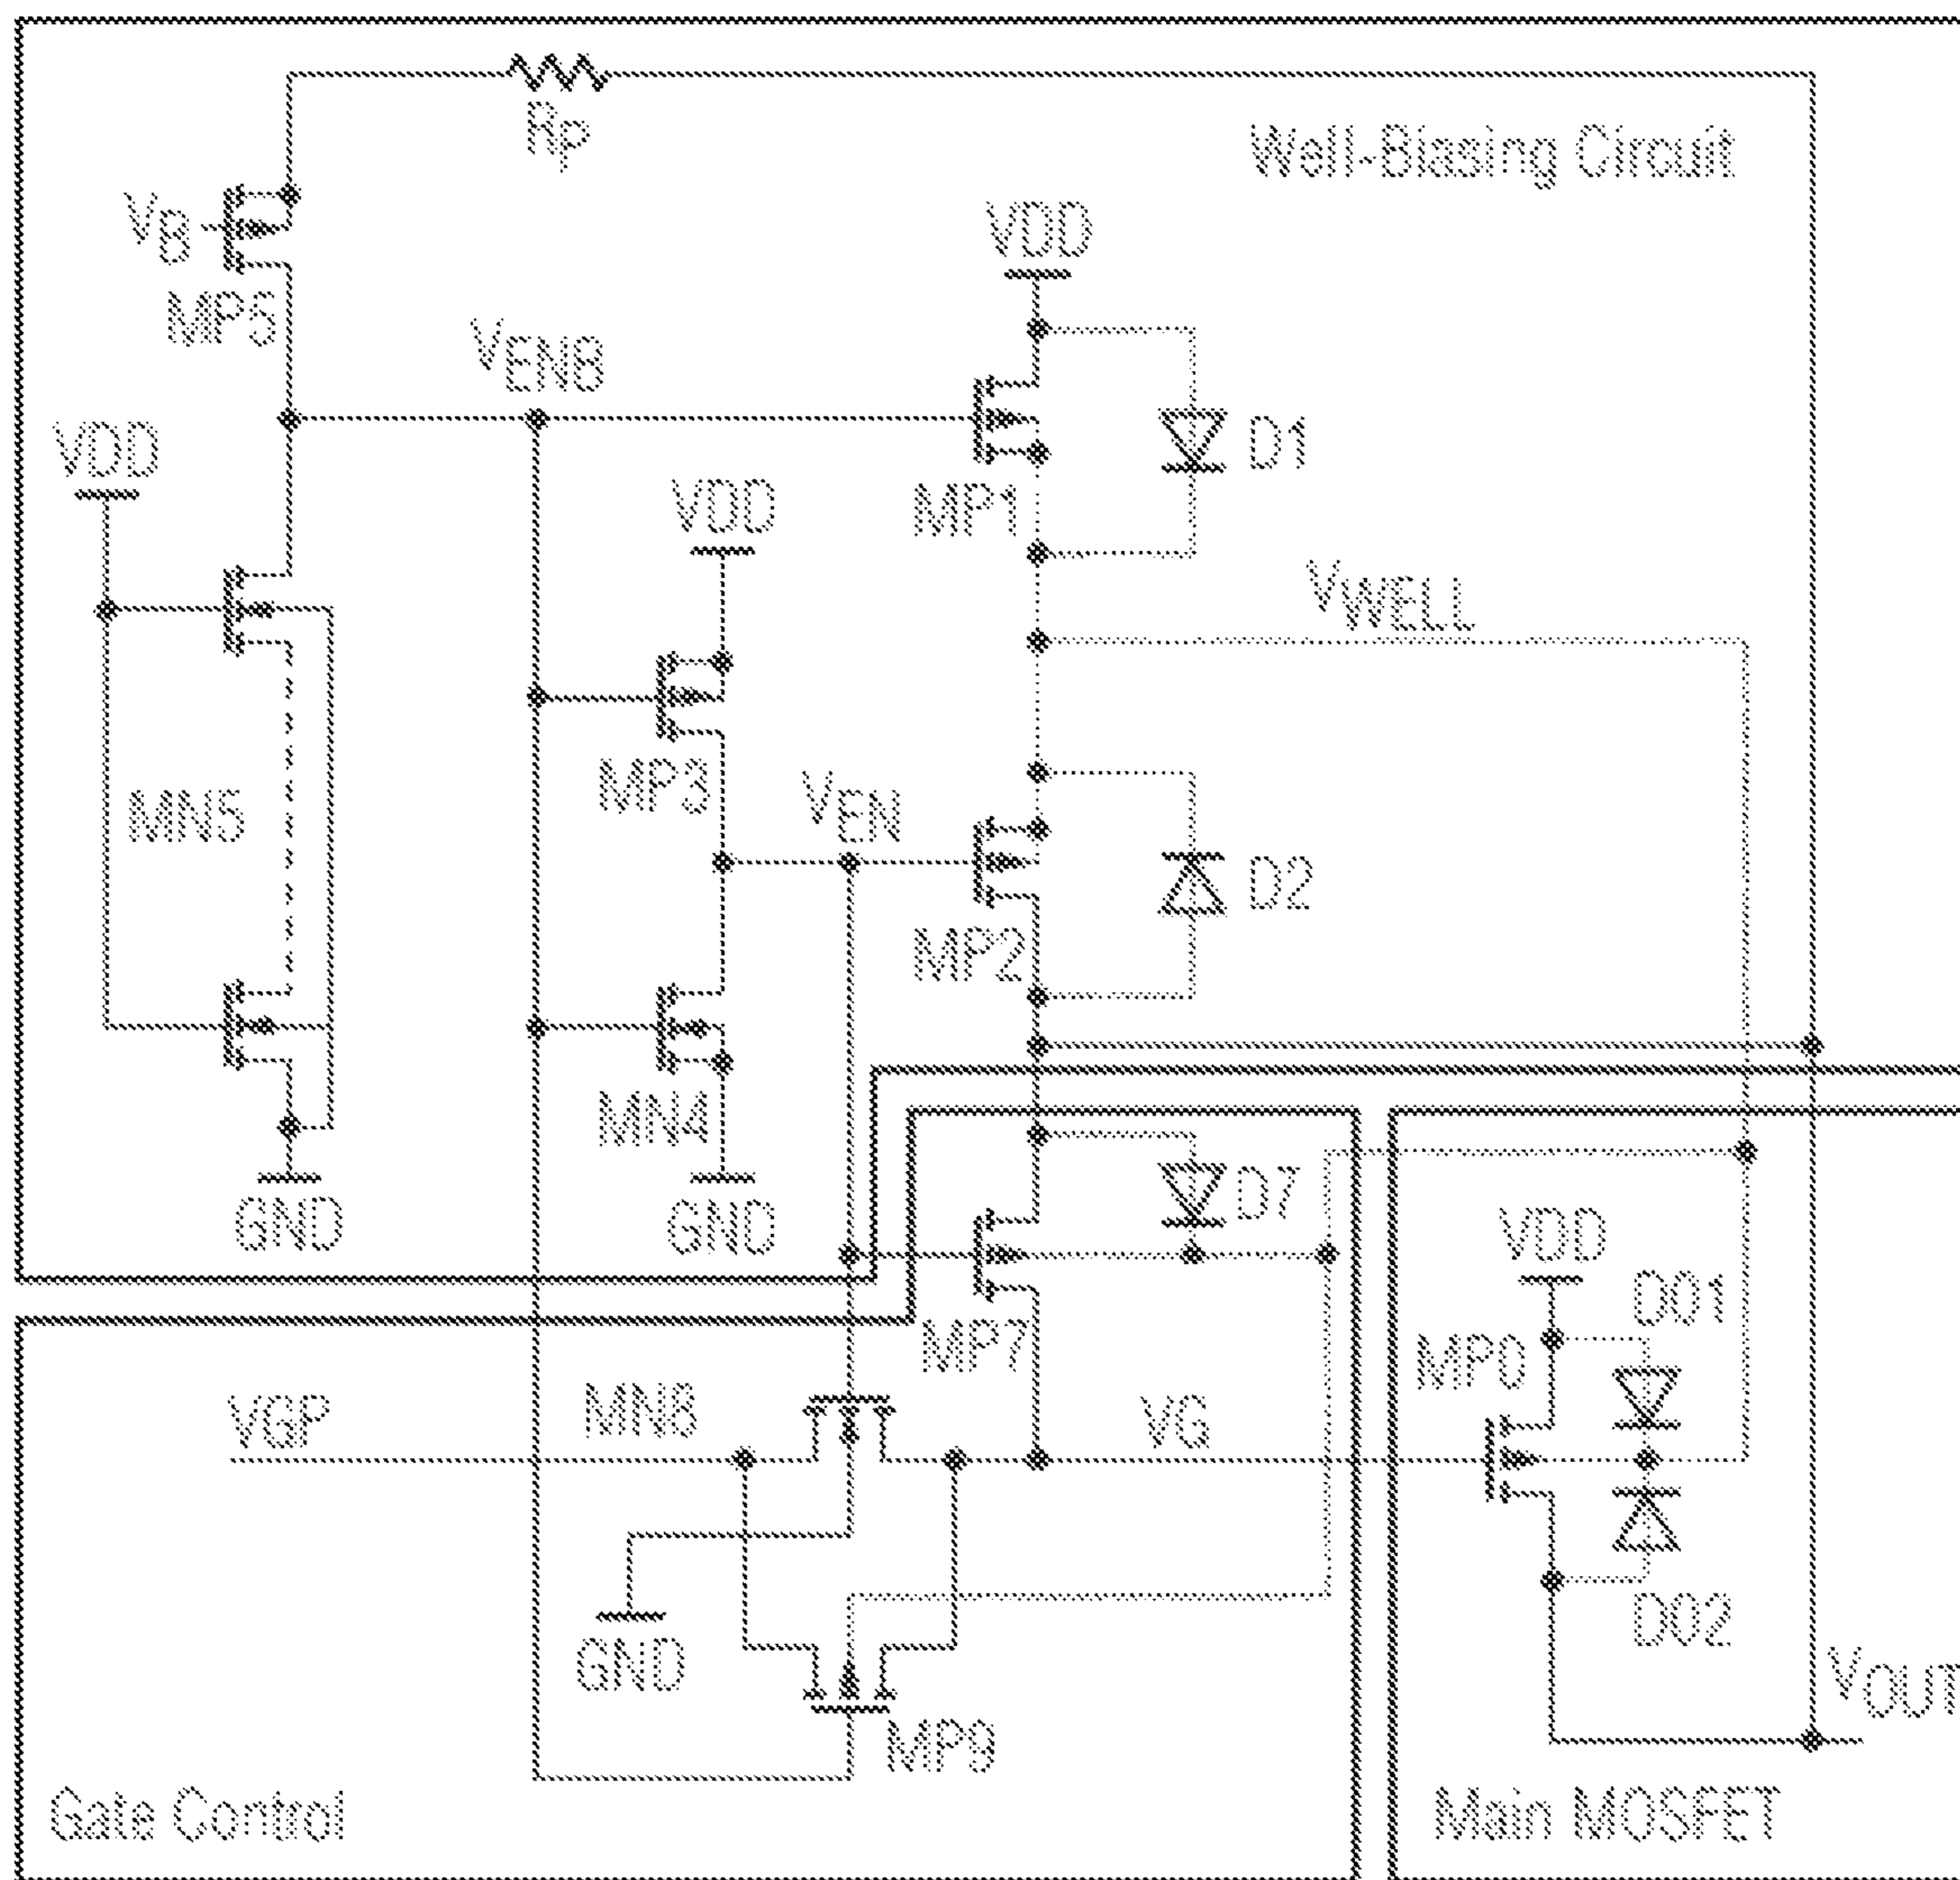 RP
Well-Biasing Circuit
VB
MP5
VDD
VENB
VDD
D1
MP1
VDD
VWELL
MP3
MN5
VEN
D2
MP2
MN4
GND
GND
D7
VDD
D01
MP7
MP0
VGP
MN8
VG
GND
D02
MP9
VOUT
Gate Control
Main MOSFET